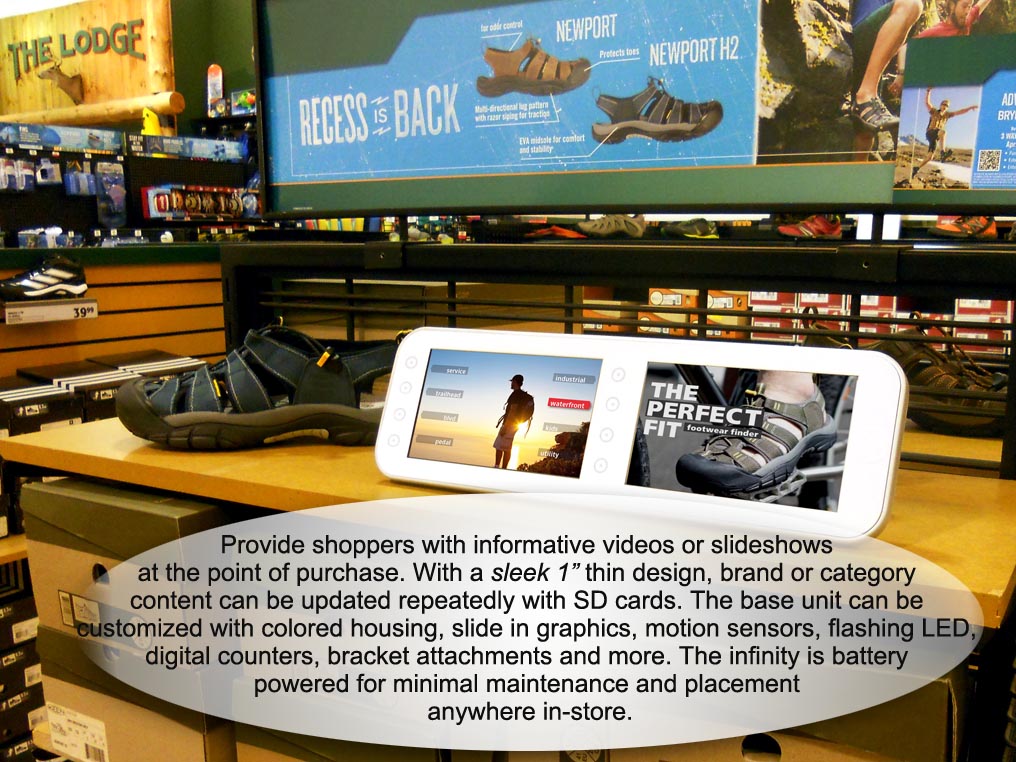 THE LODGE
for odor control
NEWPORT
Protects toes
NEWPORT H2
RECESS IS BACK
Multi-directional lug pattern
with razor siping for traction
EVA midsole for comfort
and stability
39⁹⁹
service
trailhead
pedal
industrial
waterfront
kids
utility
THE
PERFECT
FIT footwear finder
Provide shoppers with informative videos or slideshows
at the point of purchase. With a sleek 1” thin design, brand or category
content can be updated repeatedly with SD cards. The base unit can be
customized with colored housing, slide in graphics, motion sensors, flashing LED,
digital counters, bracket attachments and more. The infinity is battery
powered for minimal maintenance and placement
anywhere in-store.